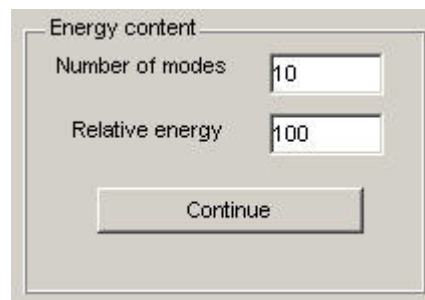 Energy content
Number of modes 10
Relative energy 100
Continue